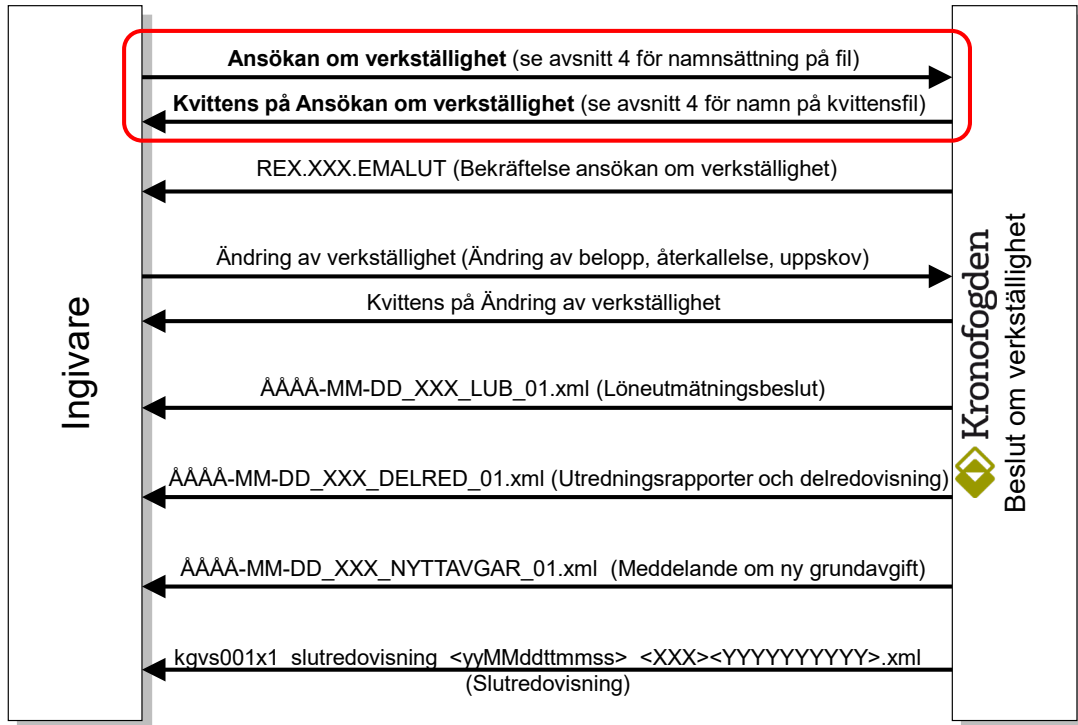 Ansökan om verkställighet (se avsnitt 4 för namnsättning på fil)
Kvittens på Ansökan om verkställighet (se avsnitt 4 för namn på kvittensfil)
REX.XXX.EMALUT (Bekräftelse ansökan om verkställighet)
Ändring av verkställighet (Ändring av belopp, återkallelse, uppskov)
Kvittens på Ändring av verkställighet
ÅÅÅÅ-MM-DD_XXX_LUB_01.xml (Löneutmätningsbeslut)
ÅÅÅÅ-MM-DD_XXX_DELRED_01.xml (Utredningsrapporter och delredovisning)
ÅÅÅÅ-MM-DD_XXX_NYTTAVGAR_01.xml (Meddelande om ny grundavgift)
kgvs001x1_slutredovisning_<yyMMddttmmss>_<XXX><YYYYYYYYYY>.xml
(Slutredovisning)
Ingivare
Kronofogden
Beslut om verkställighet